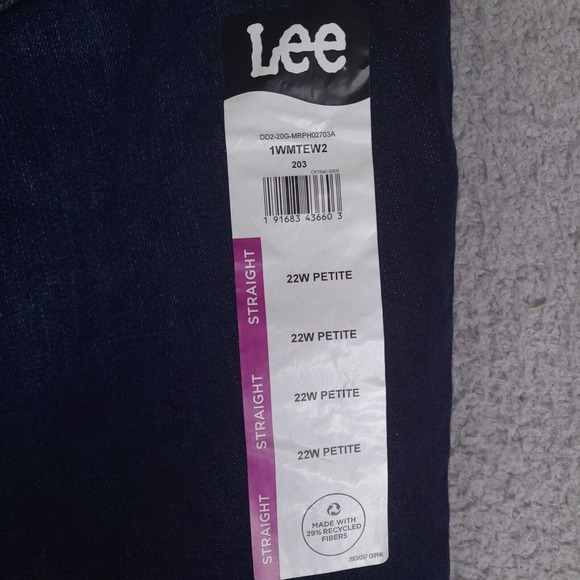 Lee
DD2-20G-MRPH02703A
1WMTEW2
203
1 91683 43660 3
STRAIGHT
22W PETITE
22W PETITE
STRAIGHT
22W PETITE
22W PETITE
STRAIGHT
MADE WITH
29% RECYCLED
FIBERS